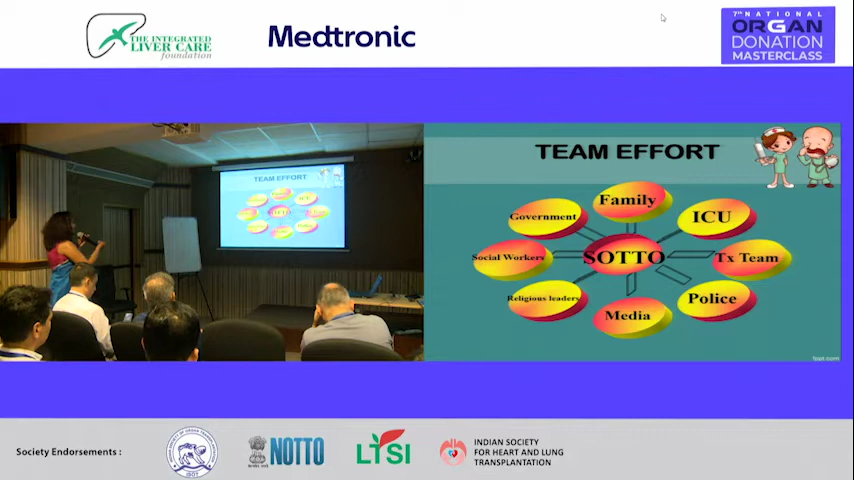 THE INTEGRATED
LIVER CARE
foundation
Medtronic
7TH NATIONAL
ORGAN
DONATION
MASTERCLASS
TEAM EFFORT
TEAM EFFORT
Family
Government
ICU
Social Workers
SOTTO
Tx Team
Religious leaders
Police
Media
Society Endorsements :
NOTTO
LTSI
INDIAN SOCIETY
FOR HEART AND LUNG
TRANSPLANTATION